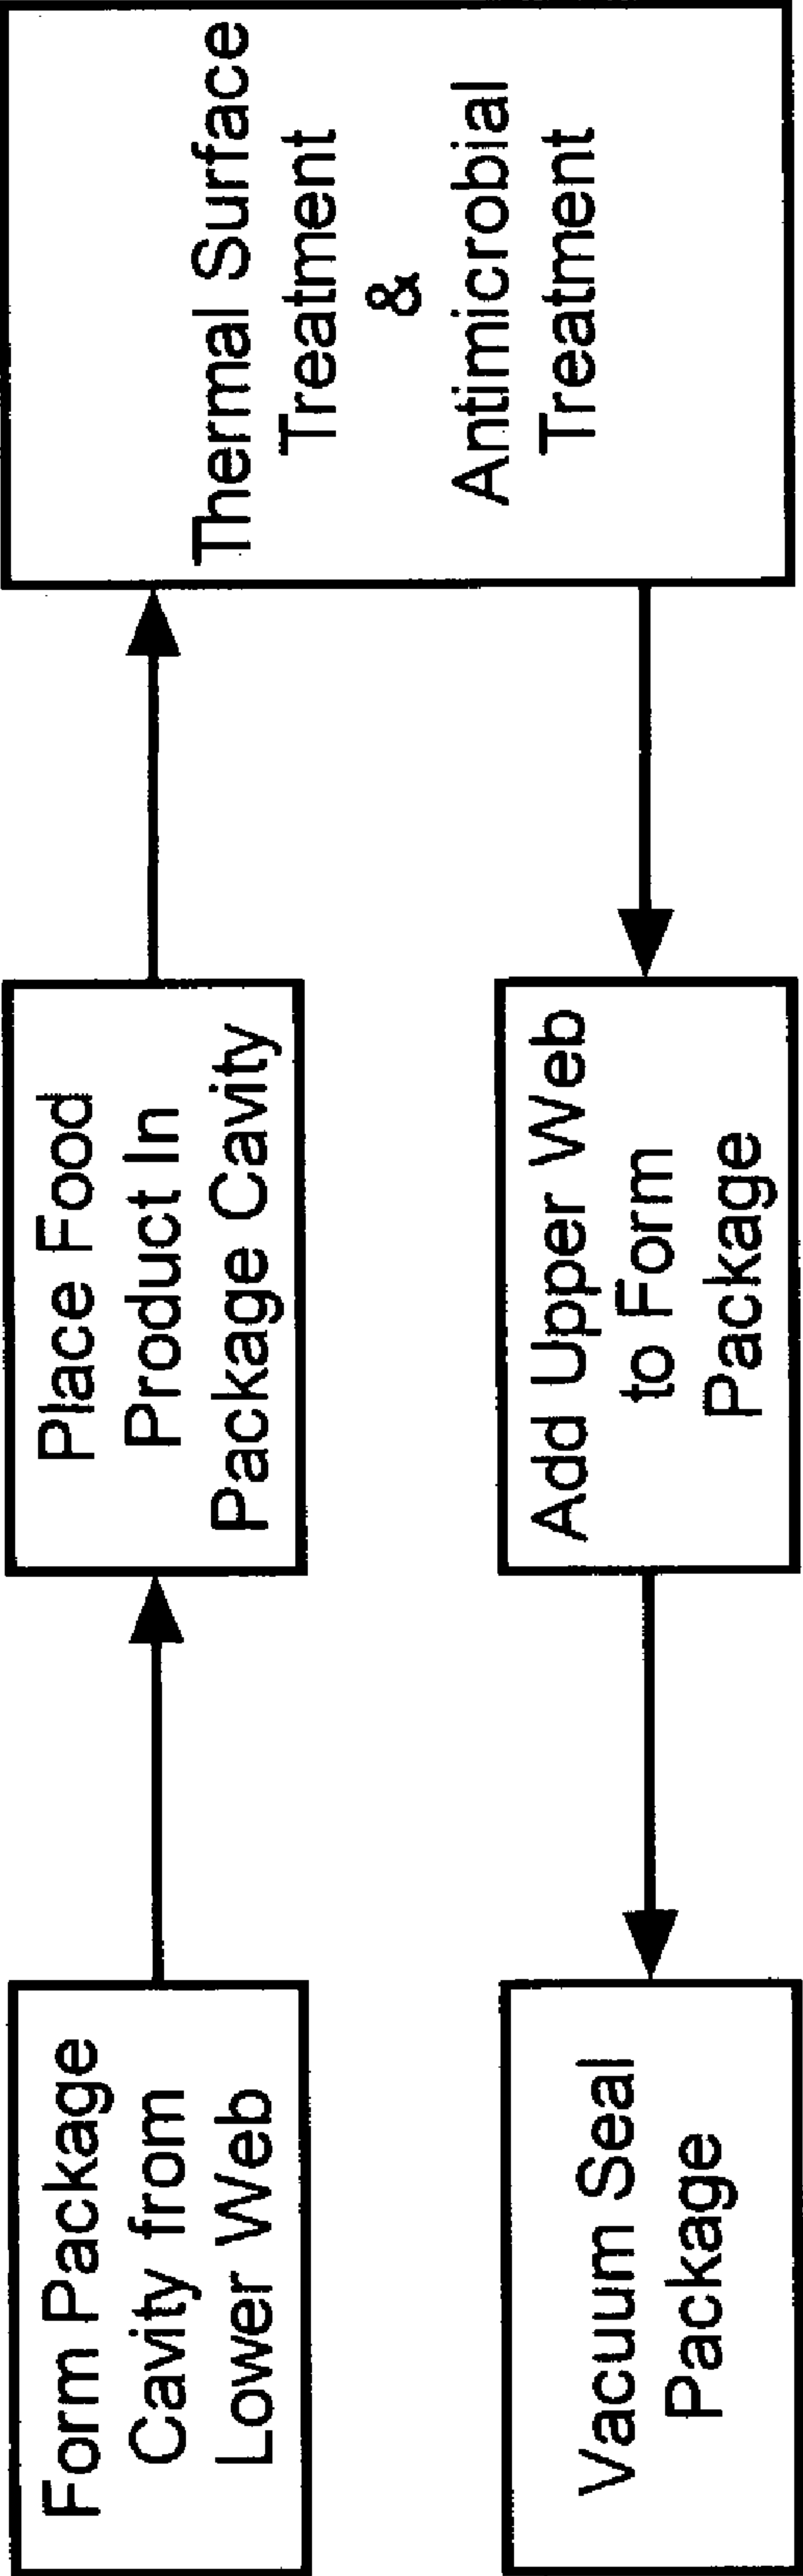 Form Package
Cavity from
Lower Web
Place Food
Product In
Package Cavity
Thermal Surface
Treatment
&
Antimicrobial
Treatment
Add Upper Web
to Form
Package
Vacuum Seal
Package